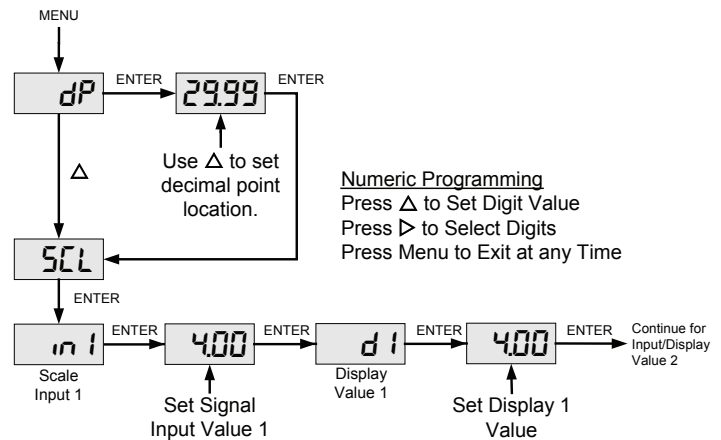 MENU
dP
ENTER
29.99
ENTER
Use △ to set
decimal point
location.
△
Numeric Programming
Press △ to Set Digit Value
Press ▷ to Select Digits
Press Menu to Exit at any Time
SCL
ENTER
in 1
ENTER
4.00
ENTER
d 1
ENTER
4.00
ENTER
Continue for
Input/Display
Value 2
Scale
Input 1
Display
Value 1
Set Signal
Input Value 1
Set Display 1
Value